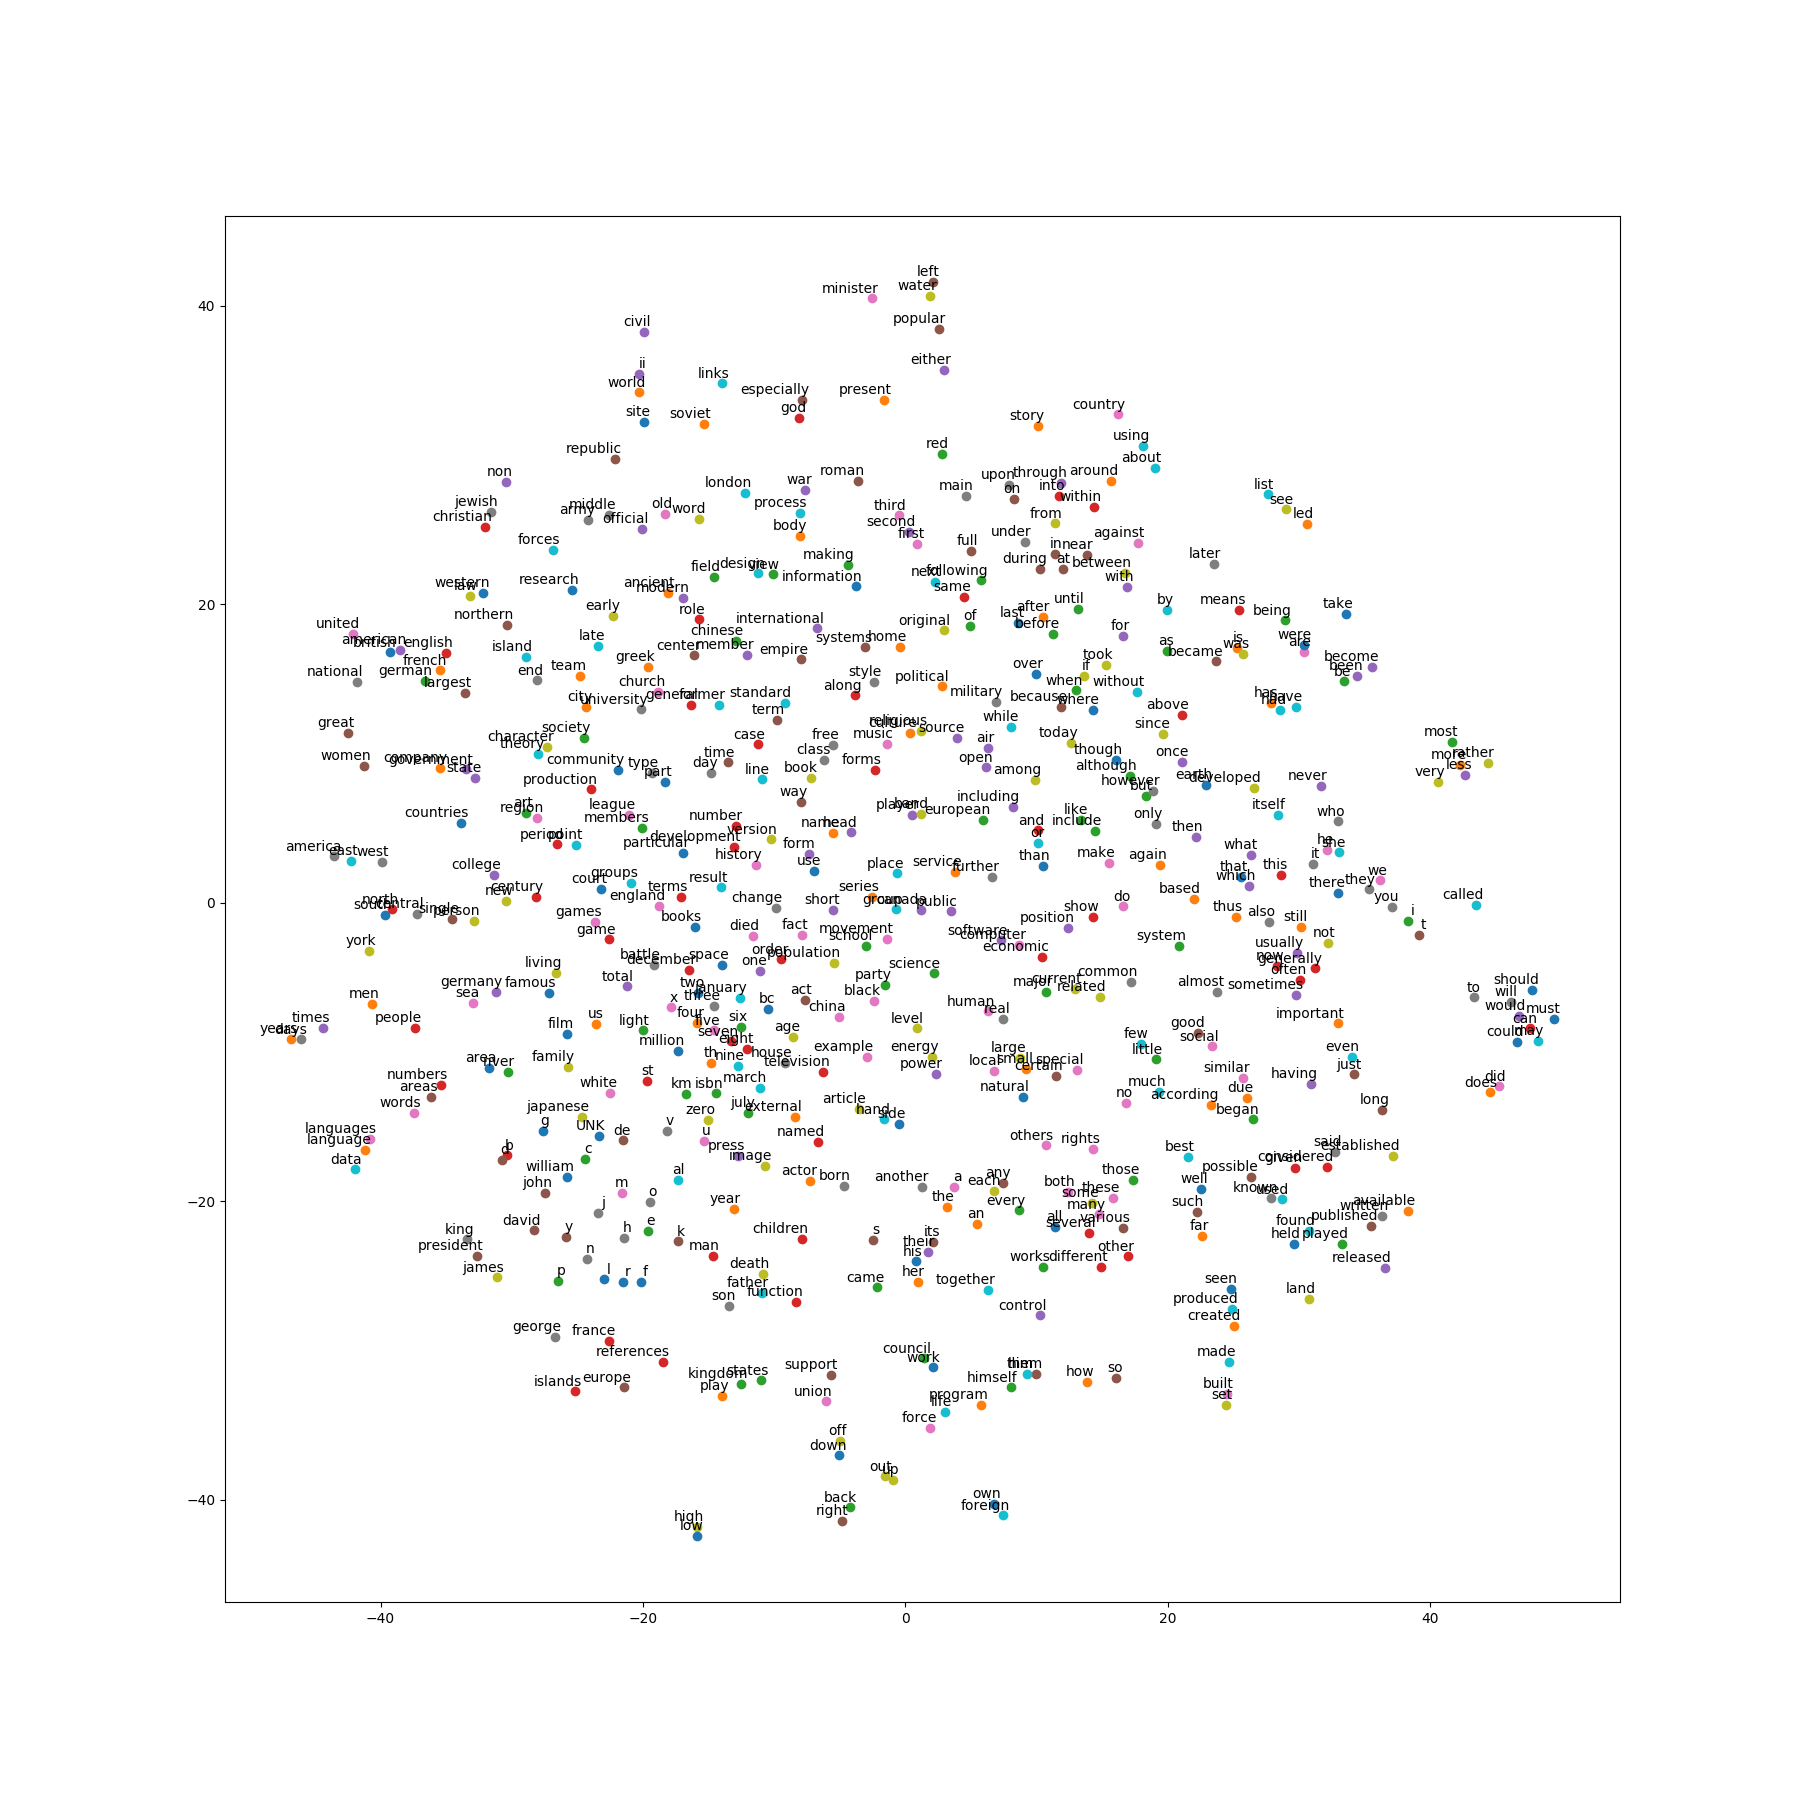 left
minister water
40
popular
civil
either
ii
links
world
especially present
god
site soviet
country
story
using
red
republic
about
roman
non
upon through around
war
london
main
into
list
on
within
jewish
process
see
middle
old
third
army
word
christian
official
second
from
led
body
first
against
under
forces
full
in near
making
later
during at
between
field design view
next following
information
with
western
research
ancient
same
law
modern
20
early
role
until
by means
after
take
being
northern
international
original
of
last
before
united
chinese
for
late
is
were
american english
center member
systems home
as
was
are
british
island
empire
became
french
greek
took
become
team
over
been
national
german
end
style
if
be
political
largest
church
along
when
without
city
general former standard
military
has have
university
because where
had
term
above
great
religious
while
culture source
since
society
music
today
most
character
case
free
air
theory
time
class
though
once
more rather
women
company
community type
open
less
government
day
forms
among
although
earth
very
state
part
line book
developed never
production
however
way
but
art
league
player band
including
region
european
like
itself
countries
members
number
name head
and
include
only
who
period point
development version
or
then
particular
form
he
history
than
make
what
she
america east west
use
place service
again
it
college
further
that
this
we
groups
result
which
there they
court
century
terms
series
based
you
called
new
england
change
short group canada public
do
0
north
south central single
person
games
books
position
show
thus
also
i
game
died
fact
movement
software
still
t
school
computer
system
not
york
economic
usually
battle
space
order population
now
generally
living
december
one
science
often
germany
total
party
major current common
almost sometimes
should
famous
two
january
act
black
related
to
will
men
sea
x three
bc
china
human
would
must
us
four
real
important
years
days
times
people
film
light
five
six
age
level
good
can
could
may
seven
few
social
million
eight
large
even
family
th nine
house
television
example
energy
little
area
river
power
local small
certain special
similar
just
numbers
st
march
having
did
areas
white
km isbn
natural
much
due
does
words
july
no
according
long
japanese
zero
external
article
hand
began
g
UNK
v
side
de
u
named
languages
others
rights
said
language
b
press
established
d
c
image
best
given considered
data
william
al
actor
possible
born
another a
any
those
john
m
each
both these
well
known used
o
year
the
every
some
such
available
−20
j
many
written
david
an
all
various
published
king
y
h
e
k
children
s
its
several
far
found
played
president
man
their
held
his
n
works different other
released
james
p
l r f
death
came
her
together
seen
father function
son
produced
land
control
created
george
france
council
references
work
made
kingdom states
support
him
how so
islands europe
himself
play
union
program
built
life
set
force
off
down
out up
back
own
−40
right
foreign
high
low
−40 −20 0 20 40